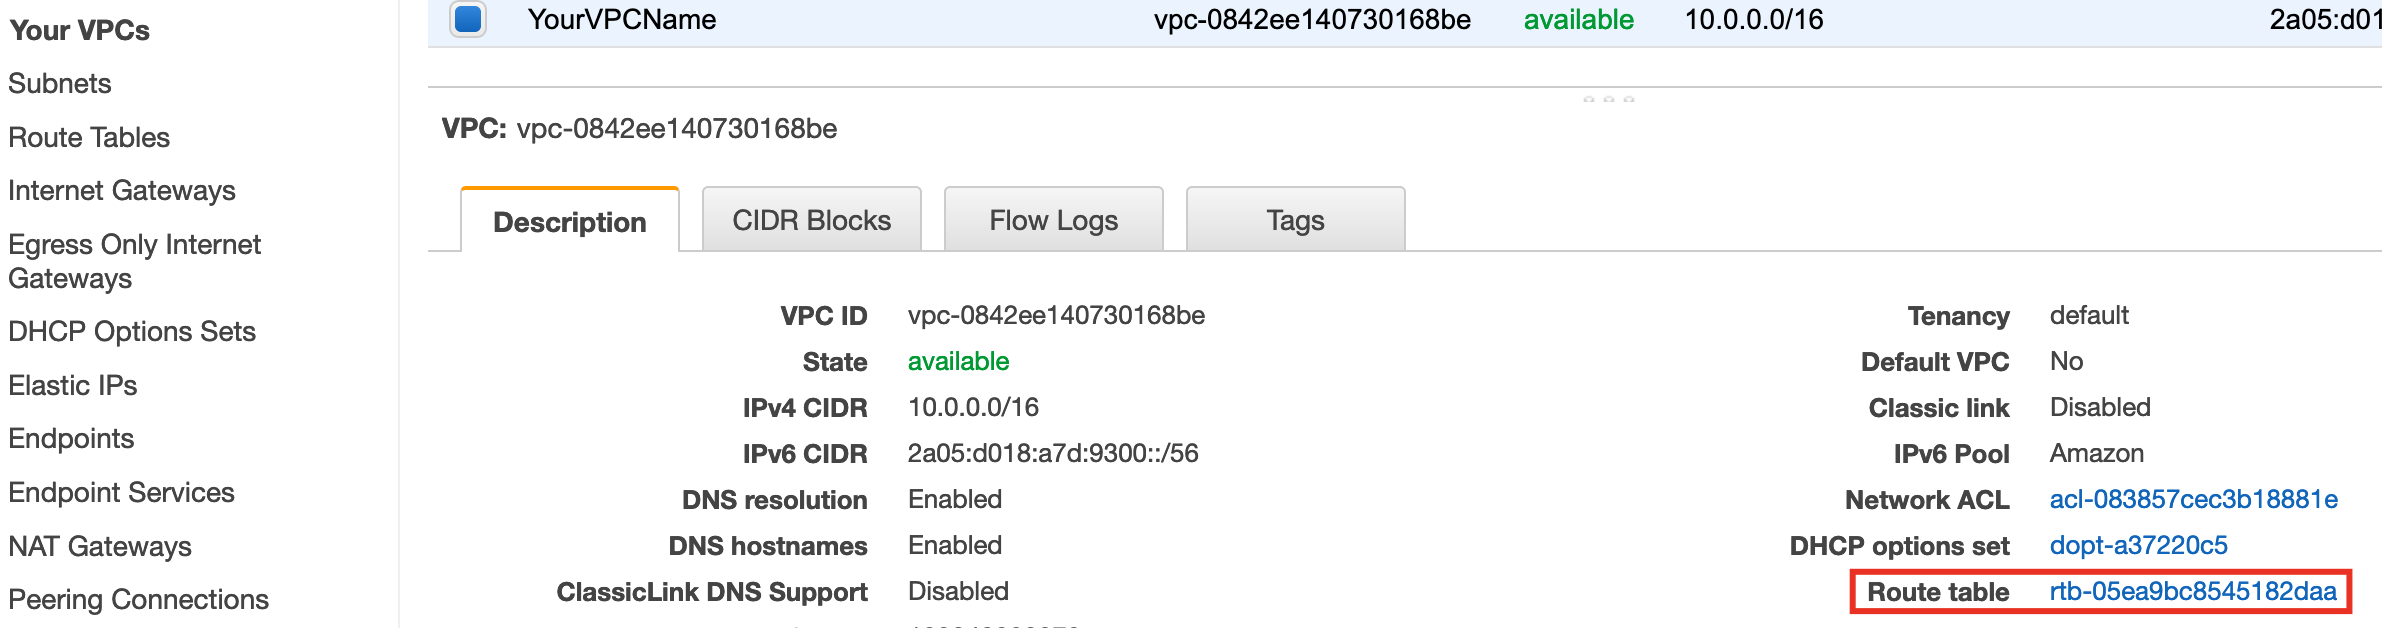 Your VPCs
Subnets
Route Tables
Internet Gateways
Egress Only Internet
Gateways
DHCP Options Sets
Elastic IPs
Endpoints
Endpoint Services
NAT Gateways
Peering Connections
YourVPCName vpc-0842ee140730168be available 10.0.0.0/16 2a05:d01
VPC: vpc-0842ee140730168be
Description CIDR Blocks Flow Logs Tags
VPC ID vpc-0842ee140730168be
State available
IPv4 CIDR 10.0.0.0/16
IPv6 CIDR 2a05:d018:a7d:9300::/56
DNS resolution Enabled
DNS hostnames Enabled
ClassicLink DNS Support Disabled
Tenancy default
Default VPC No
Classic link Disabled
IPv6 Pool Amazon
Network ACL acl-083857cec3b18881e
DHCP options set dopt-a37220c5
Route table rtb-05ea9bc8545182daa